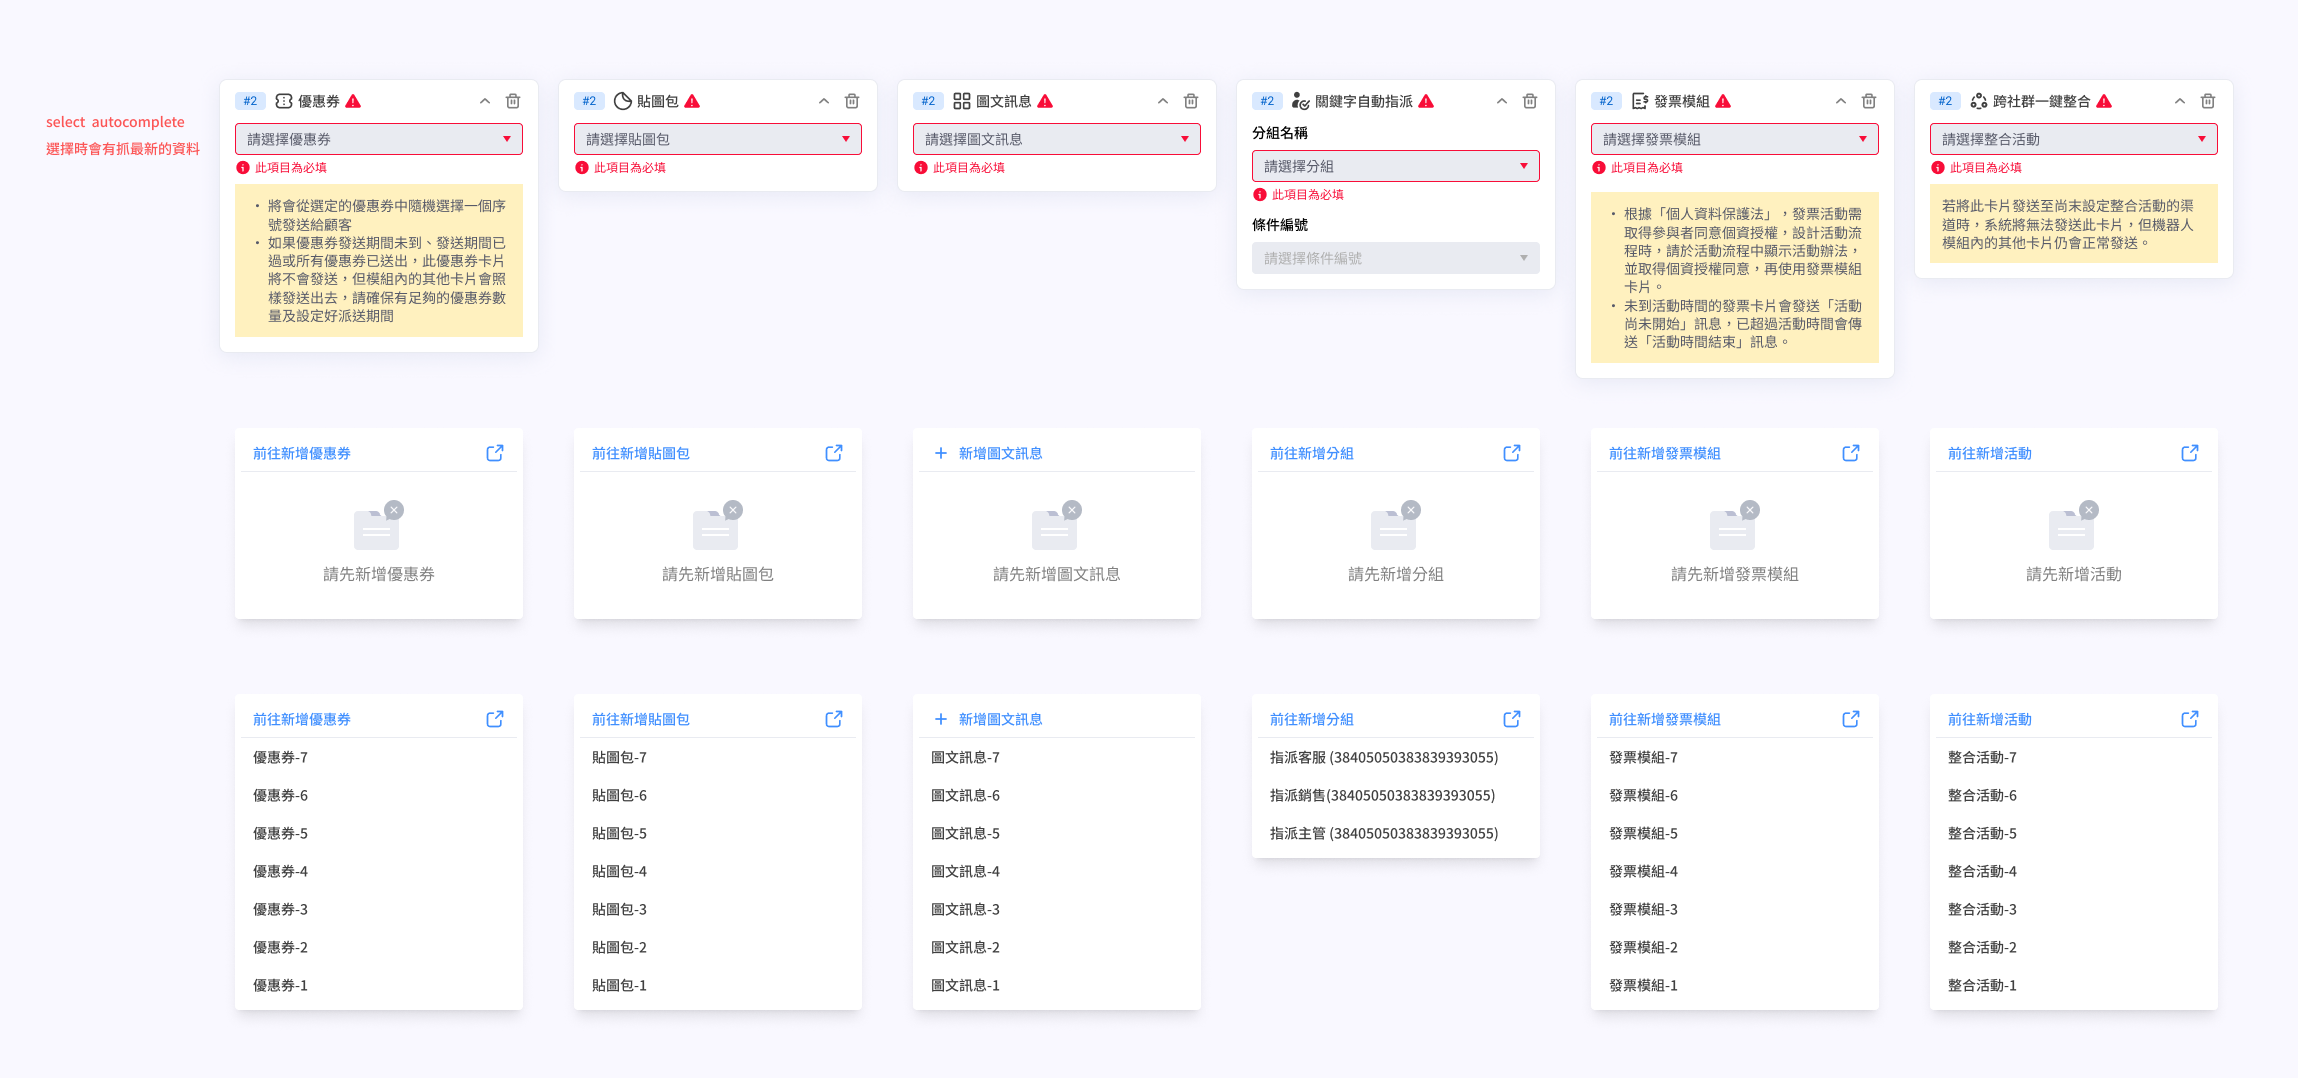 select autocomplete
選擇時會有抓最新的資料
#2 優惠券
請選擇優惠券
此項目為必填
• 將會從選定的優惠券中隨機選擇一個序
號發送給顧客
• 如果優惠券發送期間未到、發送期間已
過或所有優惠券已送出，此優惠券卡片
將不會發送，但模組內的其他卡片會照
樣發送出去，請確保有足夠的優惠券數
量及設定好派送期間
#2 貼圖包
請選擇貼圖包
此項目為必填
#2 圖文訊息
請選擇圖文訊息
此項目為必填
#2 關鍵字自動指派
分組名稱
請選擇分組
此項目為必填
條件編號
請選擇條件編號
#2 發票模組
請選擇發票模組
此項目為必填
• 根據「個人資料保護法」，發票活動需
取得參與者同意個資授權，設計活動流
程時，請於活動流程中顯示活動辦法，
並取得個資授權同意，再使用發票模組
卡片。
• 未到活動時間的發票卡片會發送「活動
尚未開始」訊息，已超過活動時間會傳
送「活動時間結束」訊息。
#2 跨社群一鍵整合
請選擇整合活動
此項目為必填
若將此卡片發送至尚末設定整合活動的渠
道時，系統將無法發送此卡片，但機器人
模組內的其他卡片仍會正常發送。
前往新增優惠券
請先新增優惠券
前往新增貼圖包
請先新增貼圖包
新增圖文訊息
請先新增圖文訊息
前往新增分組
請先新增分組
前往新增發票模組
請先新增發票模組
前往新增活動
請先新增活動
前往新增優惠券
優惠券-7
優惠券-6
優惠券-5
優惠券-4
優惠券-3
優惠券-2
優惠券-1
前往新增貼圖包
貼圖包-7
貼圖包-6
貼圖包-5
貼圖包-4
貼圖包-3
貼圖包-2
貼圖包-1
新增圖文訊息
圖文訊息-7
圖文訊息-6
圖文訊息-5
圖文訊息-4
圖文訊息-3
圖文訊息-2
圖文訊息-1
前往新增分組
指派客服 (38405050383839393055)
指派銷售(38405050383839393055)
指派主管 (38405050383839393055)
前往新增發票模組
發票模組-7
發票模組-6
發票模組-5
發票模組-4
發票模組-3
發票模組-2
發票模組-1
前往新增活動
整合活動-7
整合活動-6
整合活動-5
整合活動-4
整合活動-3
整合活動-2
整合活動-1